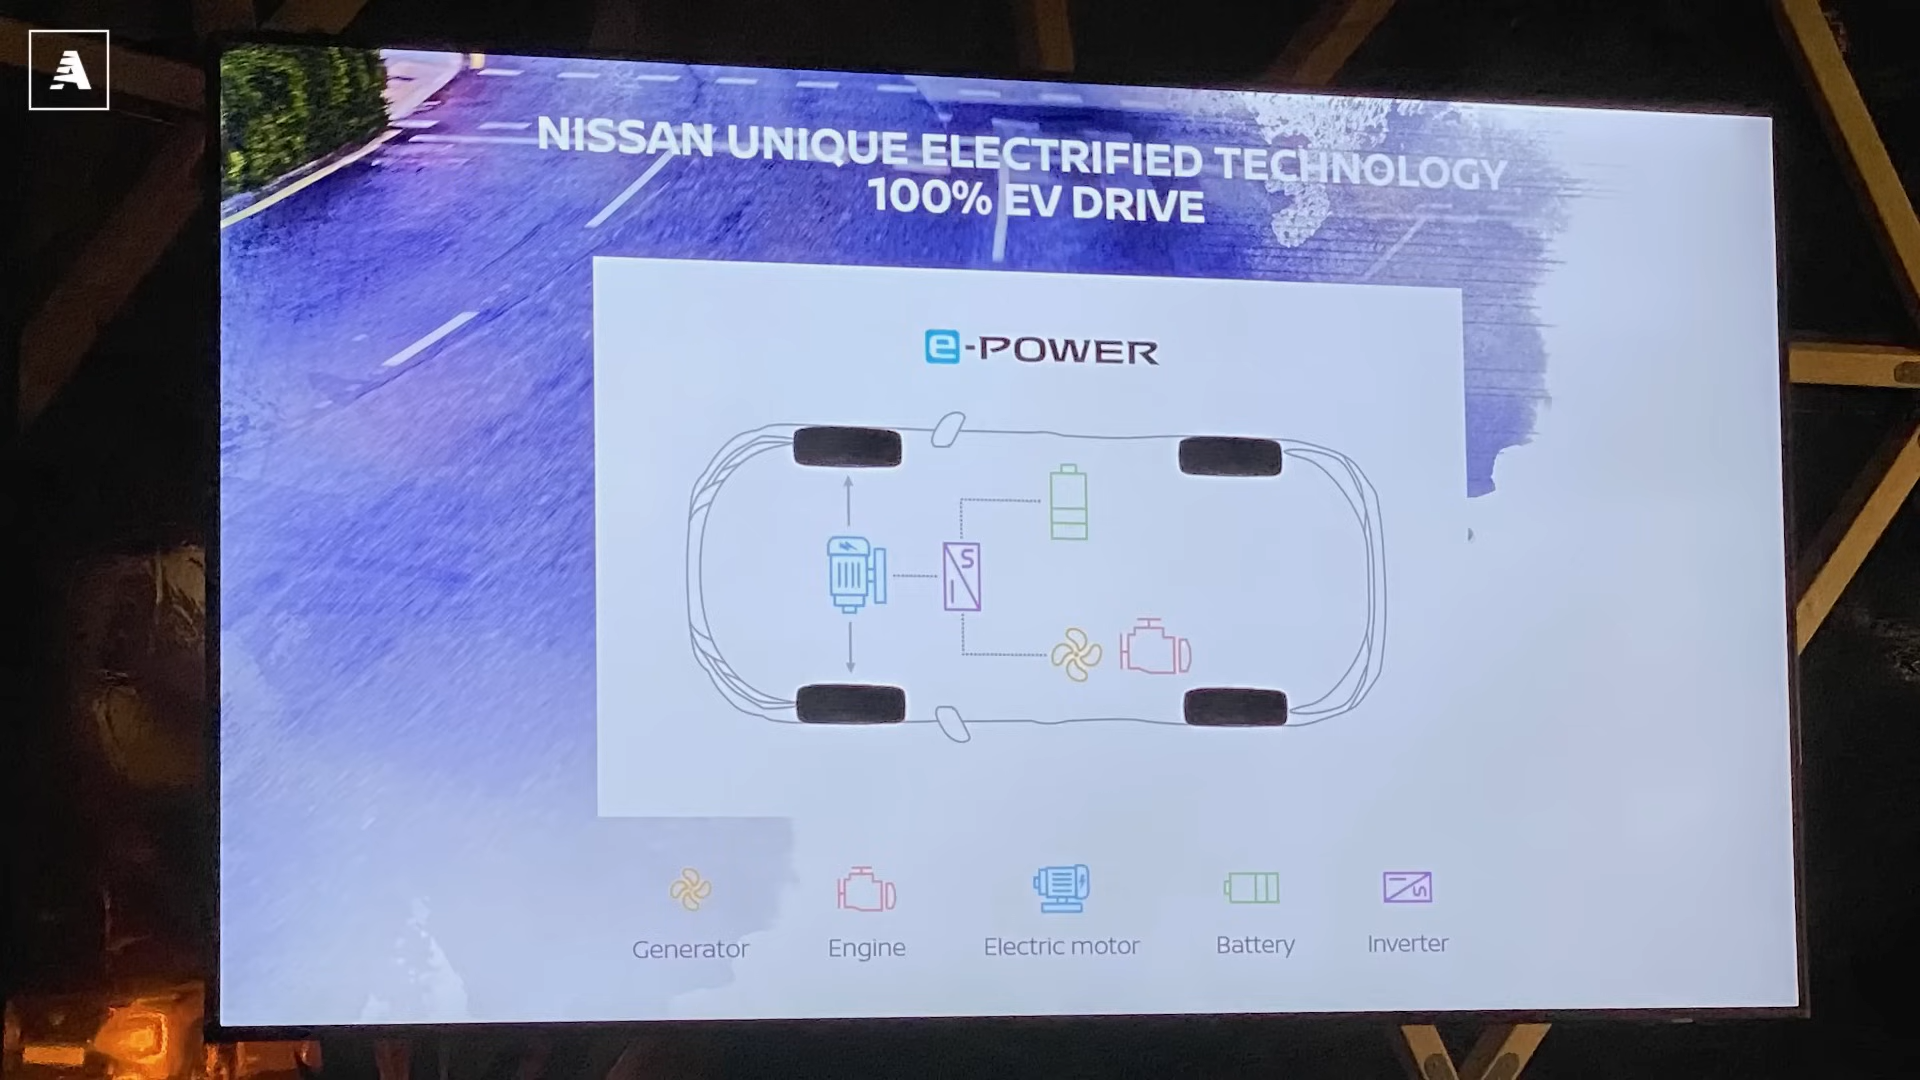 A
NISSAN UNIQUE ELECTRIFIED TECHNOLOGY
100% EV DRIVE
e-POWER
S
Generator
Engine
Electric motor
Battery
Inverter